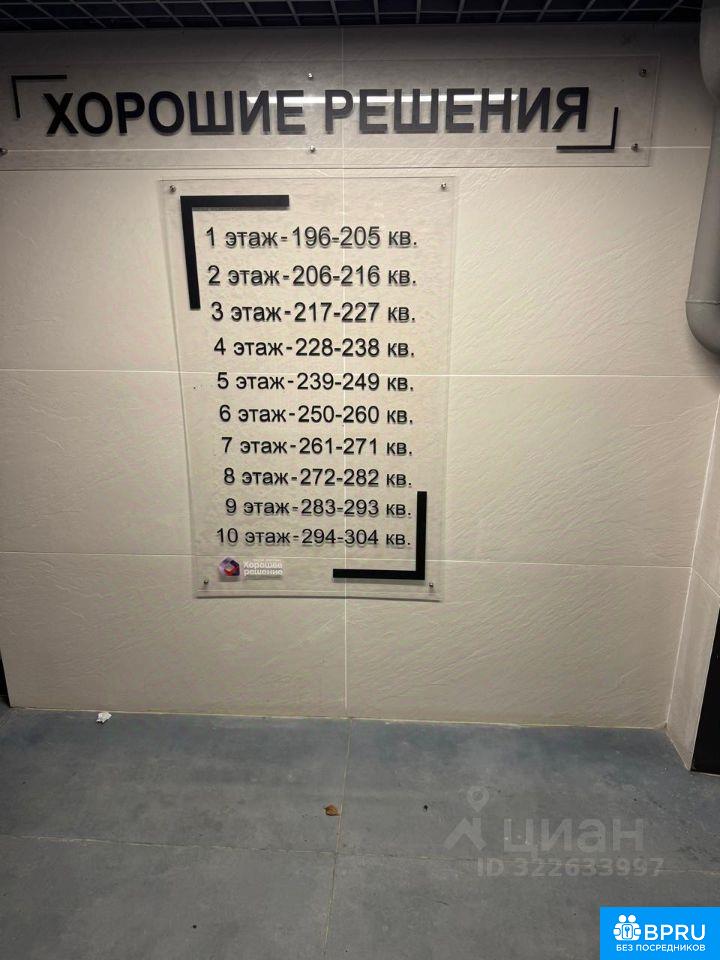 ХОРОШИЕ РЕШЕНИЯ
1 этаж-196-205 кв.
2 этаж-206-216 кв.
3 этаж-217-227 кв.
4 этаж-228-238 кв.
5 этаж-239-249 кв.
6 этаж-250-260 кв.
7 этаж-261-271 кв.
8 этаж-272-282 кв.
9 этаж-283-293 кв.
10 этаж-294-304 кв.
Хорошее
решение
циан
ID 322633997
BPRU
БЕЗ ПОСРЕДНИКОВ